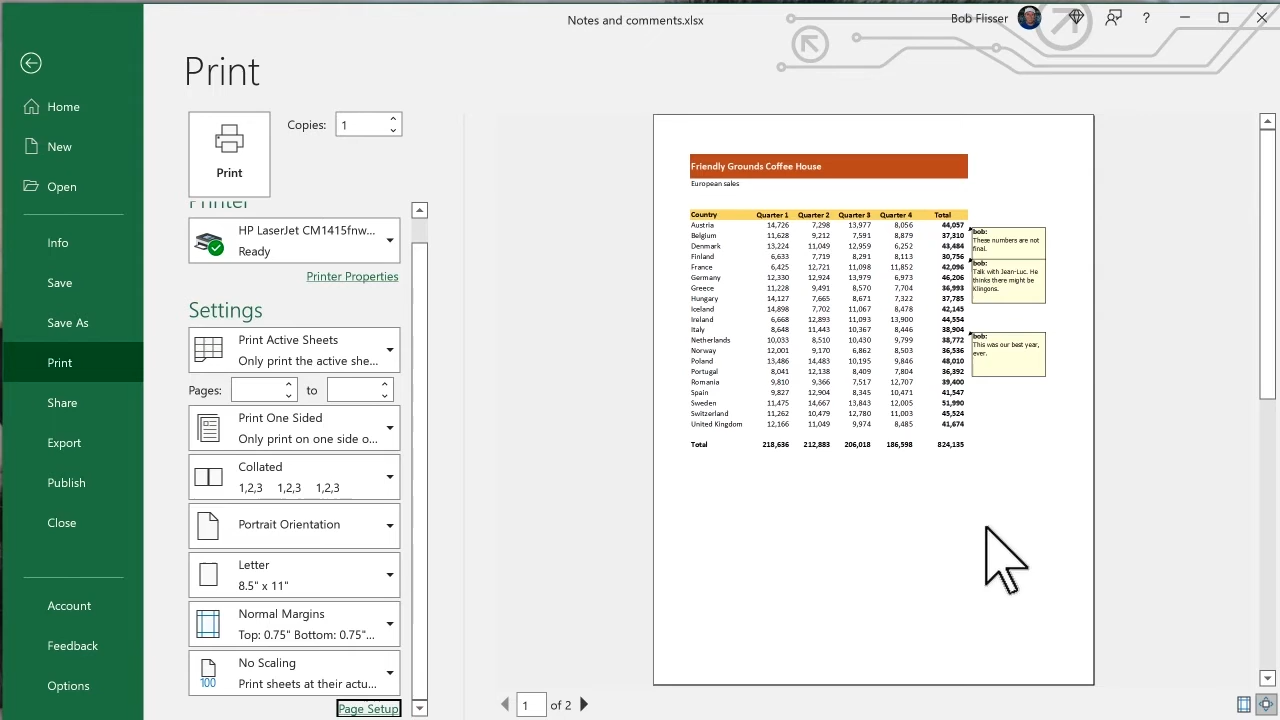 Notes and comments.xlsx
Bob Flisser
?
Print
Home
New
Open
Info
Save
Save As
Print
Share
Export
Publish
Close
Account
Feedback
Options
Print
Copies: 1
Printer
HP LaserJet CM1415fnw...
Ready
Printer Properties
Settings
Print Active Sheets
Only print the active she...
Pages: to
Print One Sided
Only print on one side o...
Collated
1,2,3 1,2,3 1,2,3
Portrait Orientation
Letter
8.5" x 11"
Normal Margins
Top: 0.75" Bottom: 0.75"...
No Scaling
100
Print sheets at their actu...
Page Setup
Friendly Grounds Coffee House
European sales
Country Quarter 1 Quarter 2 Quarter 3 Quarter 4 Total
Austria 14,726 7,298 13,977 8,056 44,057
Belgium 11,628 9,212 7,591 8,879 37,310
Denmark 13,224 11,049 12,959 6,252 43,484
Finland 6,633 7,719 8,291 8,113 30,756
France 6,425 12,721 11,098 11,852 42,096
Germany 12,330 12,924 13,979 6,973 46,206
Greece 11,228 9,491 8,570 7,704 36,993
Hungary 14,127 7,665 8,671 7,322 37,785
Iceland 14,898 7,702 11,067 8,478 42,145
Ireland 6,668 12,893 11,093 13,900 44,554
Italy 8,648 11,443 10,367 8,446 38,904
Netherlands 10,033 8,510 10,430 9,799 38,772
Norway 12,001 9,170 6,862 8,503 36,536
Poland 13,486 14,483 10,195 9,846 48,010
Portugal 8,041 12,138 8,409 7,804 36,392
Romania 9,810 9,366 7,517 12,707 39,400
Spain 9,827 12,904 8,345 10,471 41,547
Sweden 11,475 14,667 13,843 12,005 51,990
Switzerland 11,262 10,479 12,780 11,003 45,524
United Kingdom 12,166 11,049 9,974 8,485 41,674
Total 218,636 212,883 206,018 186,598 824,135
bob:
These numbers are not
final.
bob:
Talk with Jean-Luc. He
thinks there might be
Klingons.
bob:
This was our best year,
ever.
1 of 2